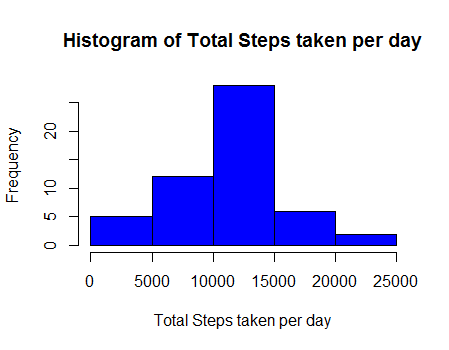 Histogram of Total Steps taken per day
Frequency
20
10
5
0
0 5000 10000 15000 20000 25000
Total Steps taken per day